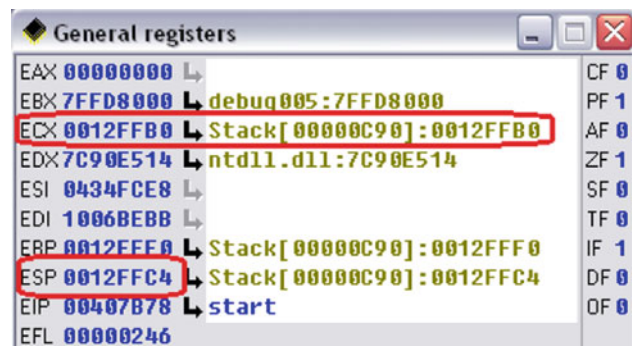 General registers
EAX 00000000
CF 0
EBX 7FFD8000 debug005:7FFD8000
PF 1
ECX 0012FFB0 Stack[00000C90]:0012FFB0
AF 0
EDX 7C90E514 ntdll.dll:7C90E514
ZF 1
ESI 0434FCE8
SF 0
EDI 1006BEBB
TF 0
EBP 0012FFF0 Stack[00000C90]:0012FFF0
IF 1
ESP 0012FFC4 Stack[00000C90]:0012FFC4
DF 0
EIP 00407B78 start
OF 0
EFL 00000246